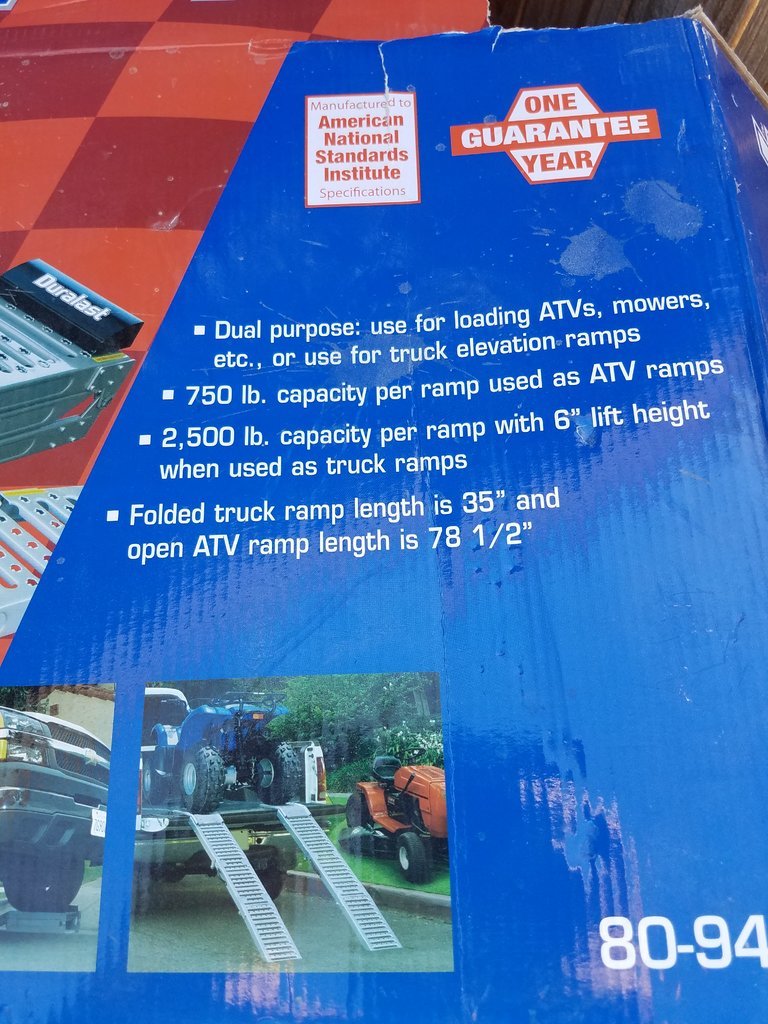 Manufactured to
American
National
Standards
Institute
Specifications
ONE
GUARANTEE
YEAR
Duralast
▪ Dual purpose: use for loading ATVs, mowers,
etc., or use for truck elevation ramps
▪ 750 lb. capacity per ramp used as ATV ramps
▪ 2,500 lb. capacity per ramp with 6” lift height
when used as truck ramps
▪ Folded truck ramp length is 35” and
open ATV ramp length is 78 1/2”
80-94